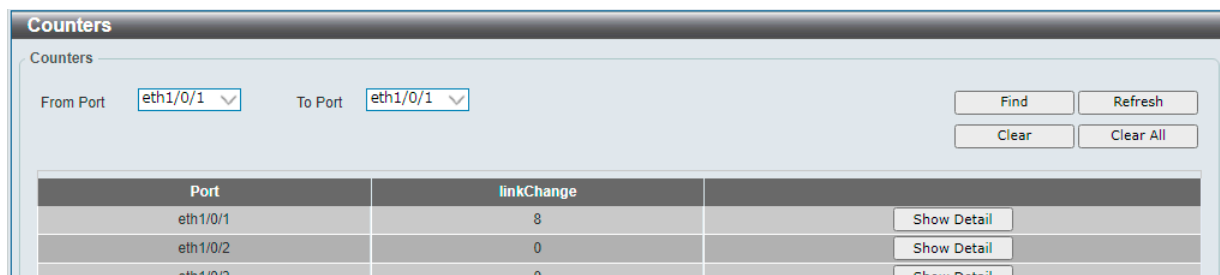 Counters
Counters
From Port eth1/0/1 To Port eth1/0/1
Find Refresh
Clear Clear All
Port linkChange
eth1/0/1 8 Show Detail
eth1/0/2 0 Show Detail